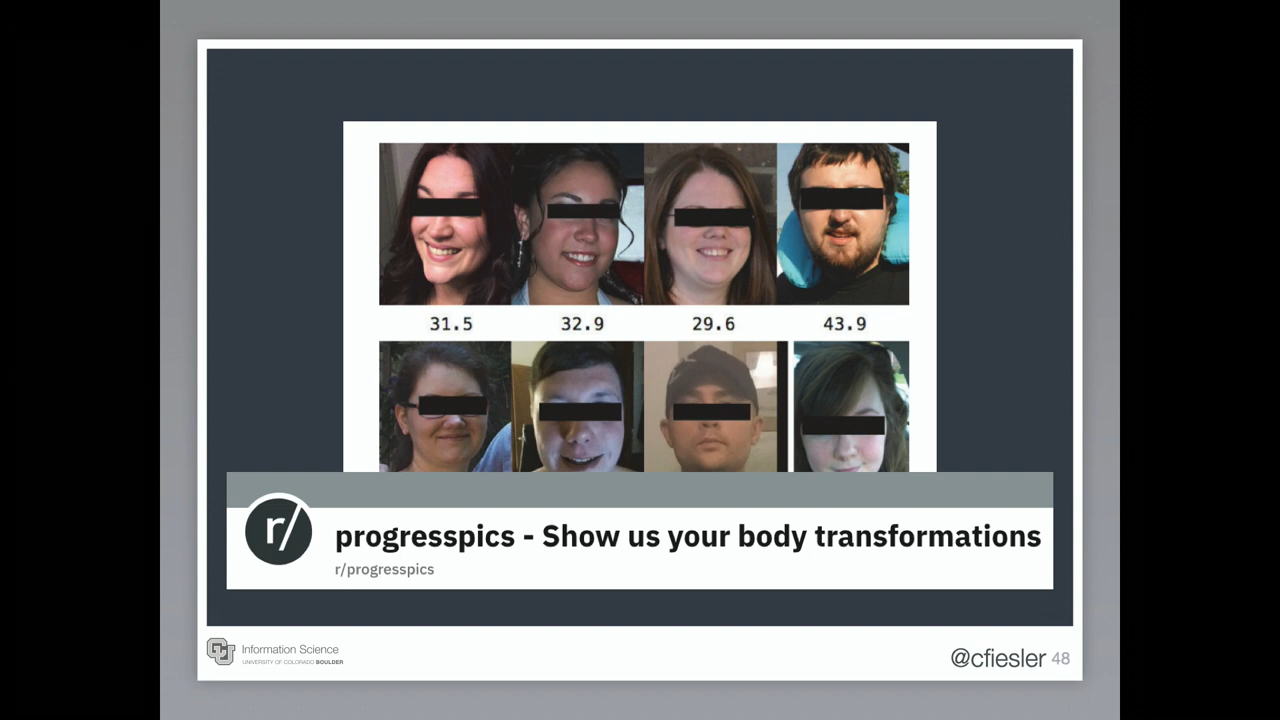 31.5 32.9 29.6 43.9
r/
progresspics - Show us your body transformations
r/progresspics
CU Information Science
UNIVERSITY OF COLORADO BOULDER
@cfiesler 48